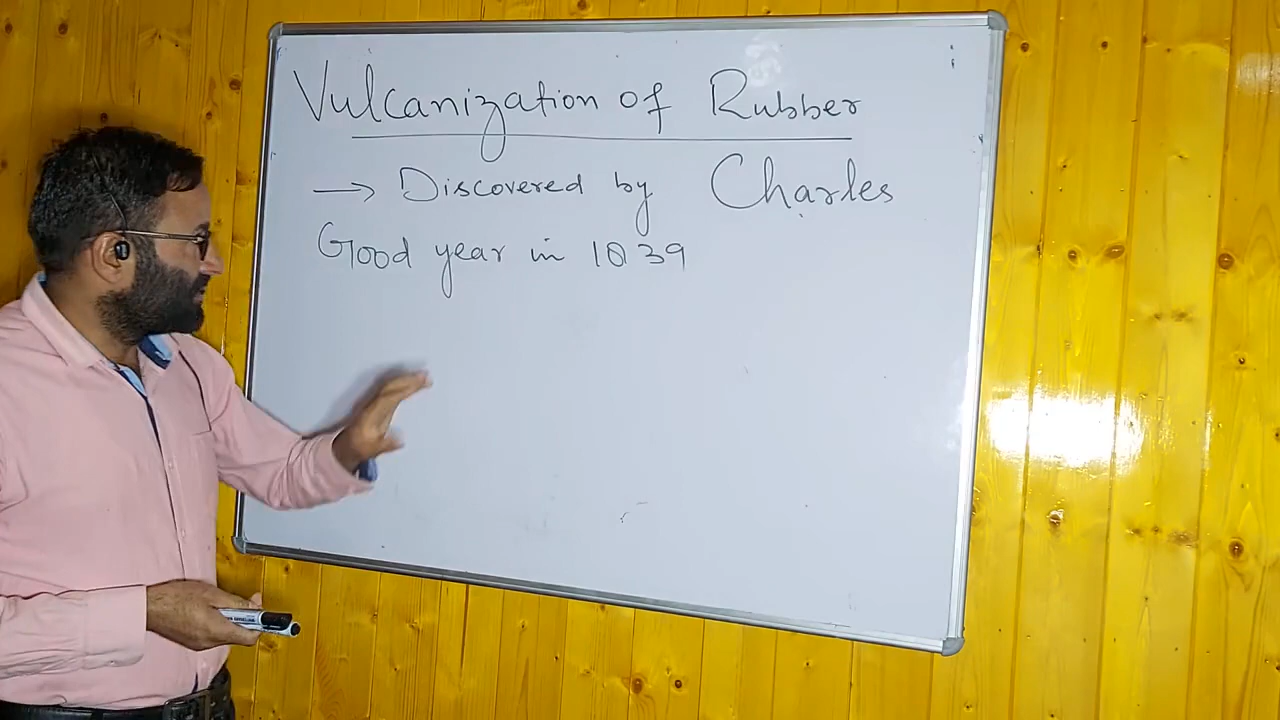 Vulcanization of Rubber
→ Discovered by Charles
Good year in 1839